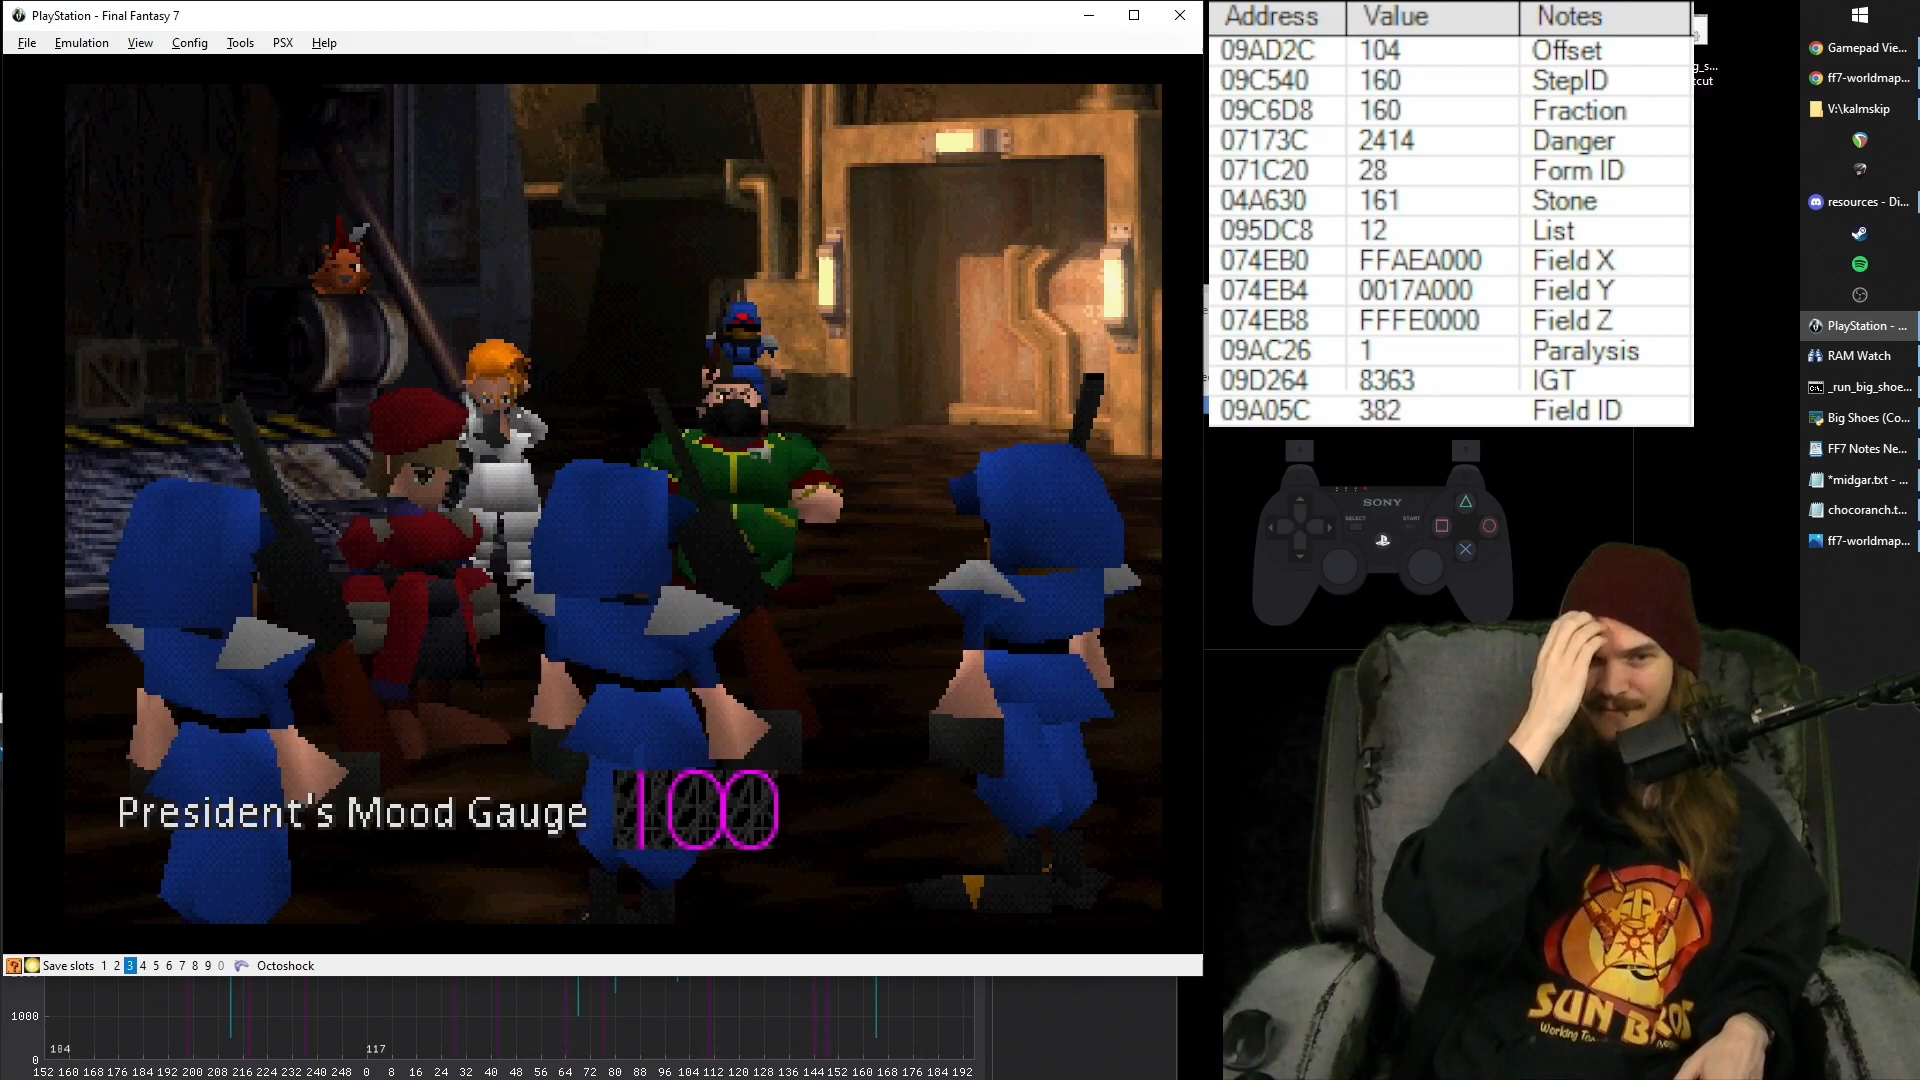 PlayStation - Final Fantasy 7
File Emulation View Config Tools PSX Help
President's Mood Gauge 100
Save slots 1 2 3 4 5 6 7 8 9 0 Octoshock
1000
0
104 117
152 160 168 176 184 192 200 208 216 224 232 240 248 0 8 16 24 32 40 48 56 64 72 80 88 96 104 112 120 128 136 144 152 160 168 176 184 192
Address Value Notes
09AD2C 104 Offset
09C540 160 StepID
09C6D8 160 Fraction
07173C 2414 Danger
071C20 28 Form ID
04A630 161 Stone
095DC8 12 List
074EB0 FFAEA000 Field X
074EB4 0017A000 Field Y
074EB8 FFFE0000 Field Z
09AC26 1 Paralysis
09D264 8363 IGT
09A05C 382 Field ID
SONY
SELECT START
SUN
Working
Gamepad Vie...
ff7-worldmap...
V:\kalmskip
resources - Di...
PlayStation - ...
RAM Watch
_run_big_shoe...
Big Shoes (Co...
FF7 Notes Ne...
*midgar.txt - ...
chocoranch.t...
ff7-worldmap...